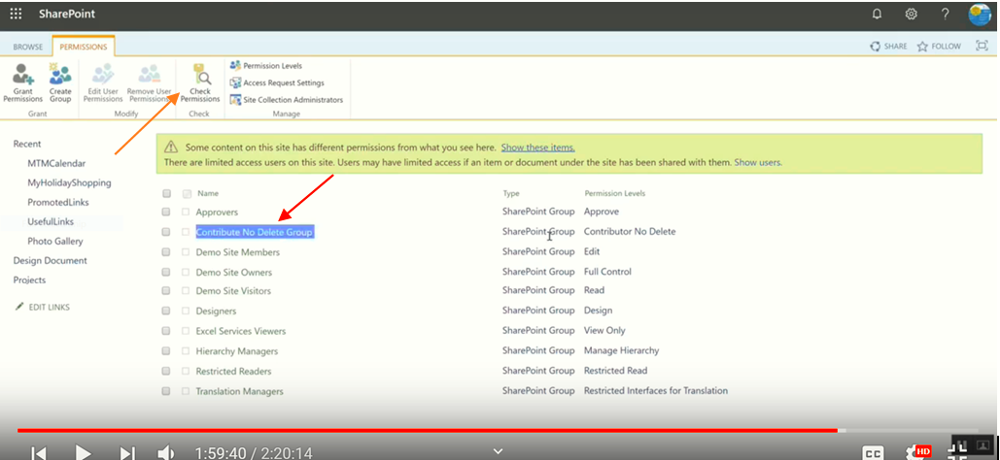 SharePoint
BROWSE PERMISSIONS SHARE FOLLOW
Grant Permissions
Create Group
Edit User Permissions
Remove User Permissions
Check Permissions
Permission Levels
Access Request Settings
Site Collection Administrators
Grant Modify Check Manage
Recent
MTMCalendar
MyHolidayShopping
PromotedLinks
UsefulLinks
Photo Gallery
Design Document
Projects
EDIT LINKS
Some content on this site has different permissions from what you see here. Show these items.
There are limited access users on this site. Users may have limited access if an item or document under the site has been shared with them. Show users.
Name Type Permission Levels
Approvers SharePoint Group Approve
Contribute No Delete Group SharePoint Group Contributor No Delete
Demo Site Members SharePoint Group Edit
Demo Site Owners SharePoint Group Full Control
Demo Site Visitors SharePoint Group Read
Designers SharePoint Group Design
Excel Services Viewers SharePoint Group View Only
Hierarchy Managers SharePoint Group Manage Hierarchy
Restricted Readers SharePoint Group Restricted Read
Translation Managers SharePoint Group Restricted Interfaces for Translation
1:59:40 / 2:20:14 CC HD